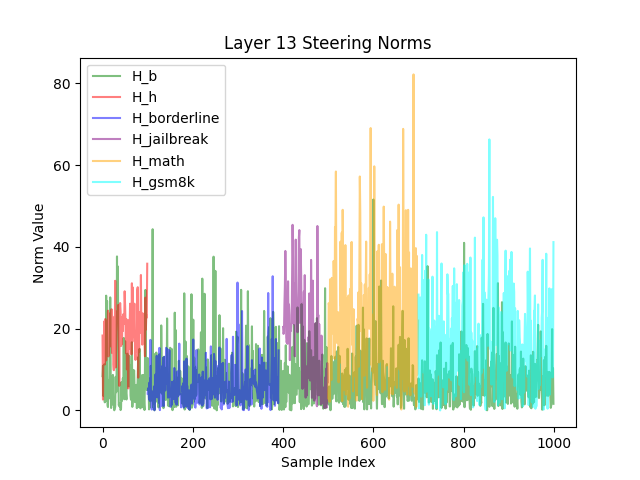 Layer 13 Steering Norms
H_b
H_h
H_borderline
H_jailbreak
H_math
H_gsm8k
Norm Value
80
60
40
20
0
0
200
400
600
800
1000
Sample Index